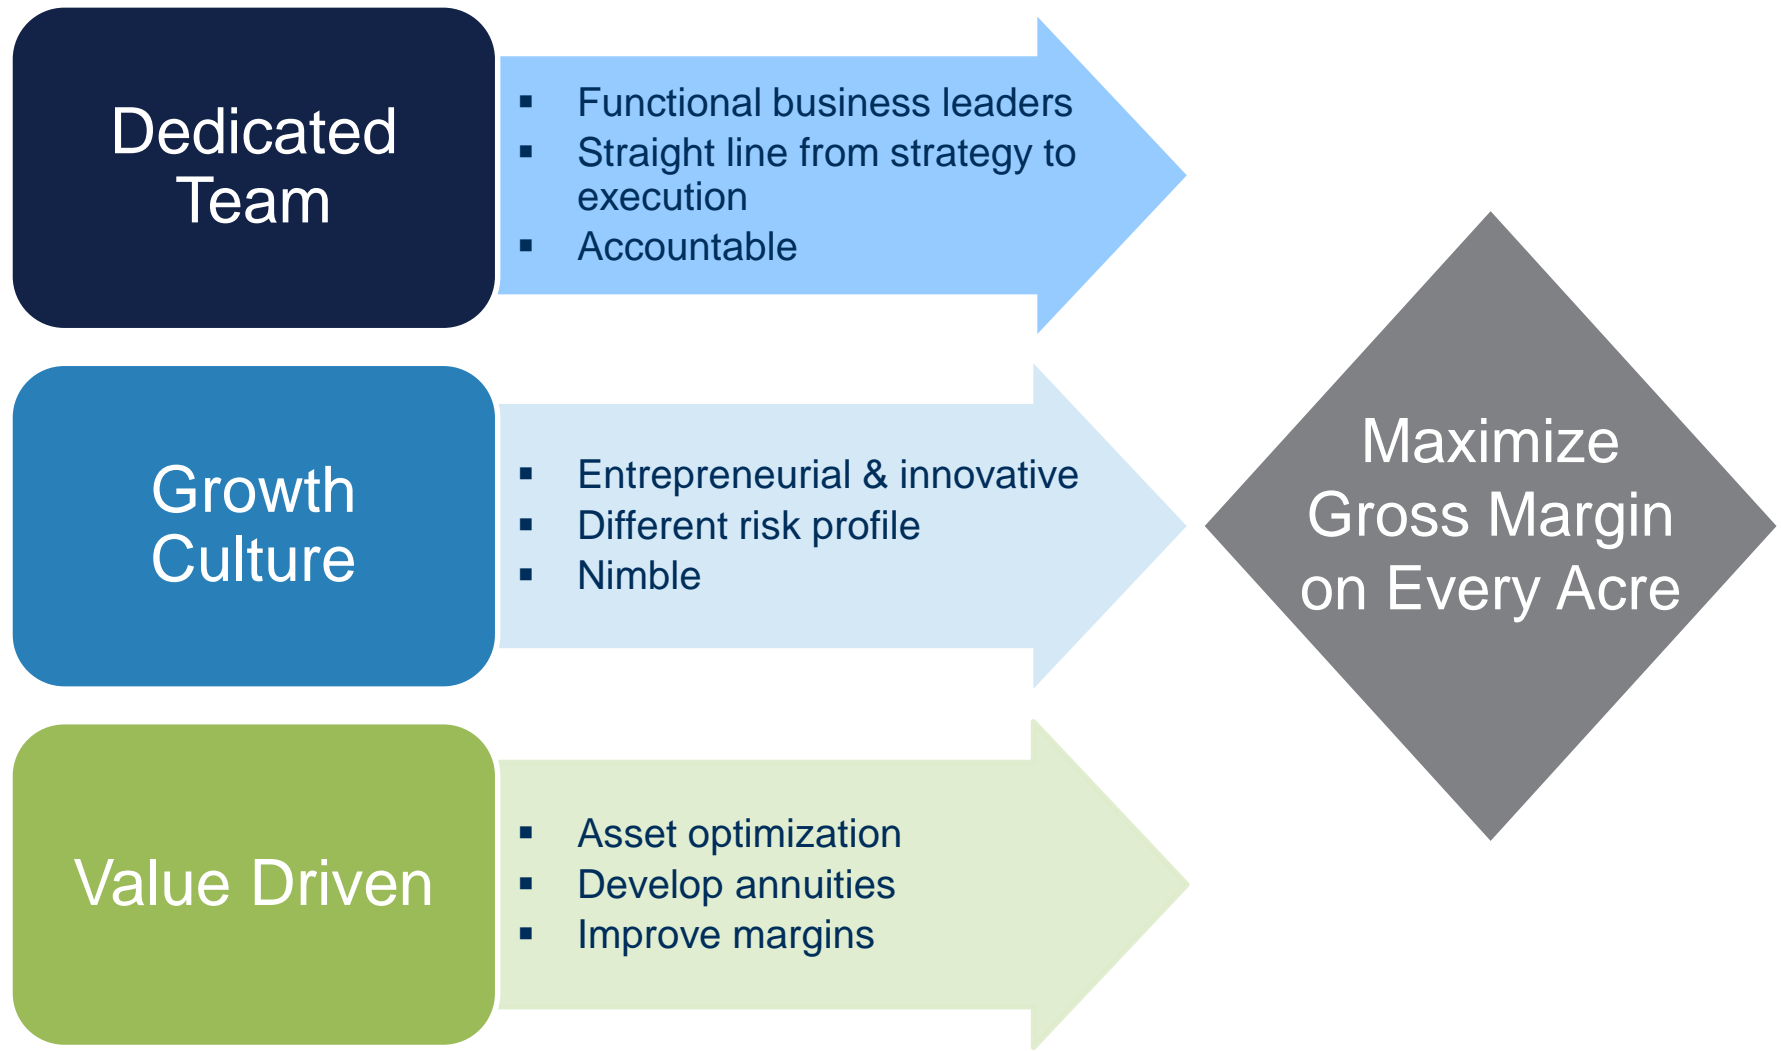 Dedicated
Team
▪ Functional business leaders
▪ Straight line from strategy to
execution
▪ Accountable
Growth
Culture
▪ Entrepreneurial & innovative
▪ Different risk profile
▪ Nimble
Value Driven
▪ Asset optimization
▪ Develop annuities
▪ Improve margins
Maximize
Gross Margin
on Every Acre